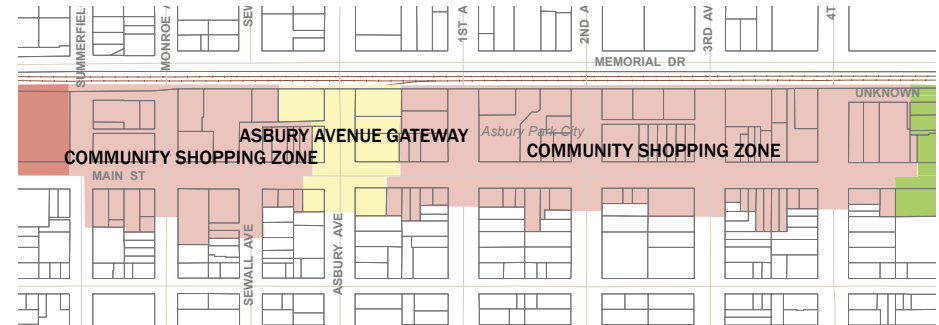 SUMMERFIEL
MONROE A
SEW
1ST A
2ND A
3RD AV
4T
MEMORIAL DR
UNKNOWN
ASBURY AVENUE GATEWAY
Asbury Park City
COMMUNITY SHOPPING ZONE
COMMUNITY SHOPPING ZONE
MAIN ST
SEWALL AVE
ASBURY AVE